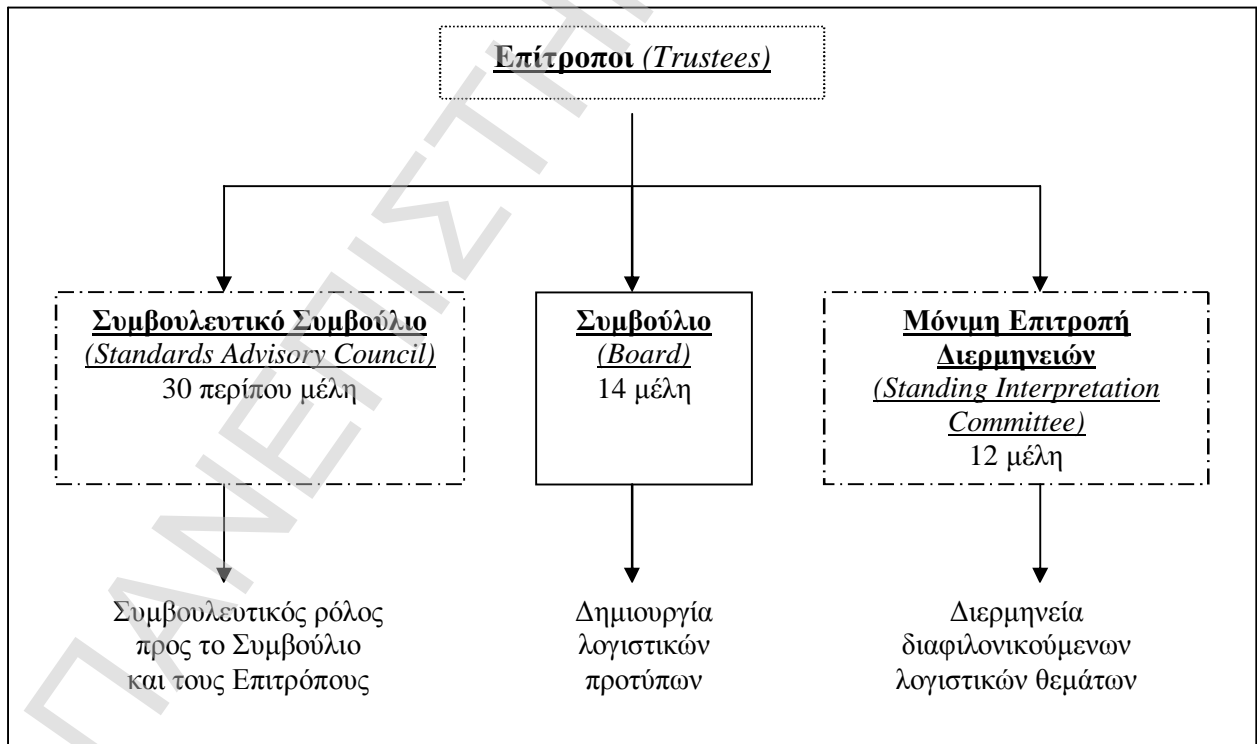 Επίτροποι (Trustees)
Συμβουλευτικό Συμβούλιο
(Standards Advisory Council)
30 περίπου μέλη
Συμβούλιο
(Board)
14 μέλη
Μόνιμη Επιτροπή
Διερμηνειών
(Standing Interpretation
Committee)
12 μέλη
Συμβουλευτικός ρόλος
προς το Συμβούλιο
και τους Επιτρόπους
Δημιουργία
λογιστικών
προτύπων
Διερμηνεία
διαφιλονικούμενων
λογιστικών θεμάτων